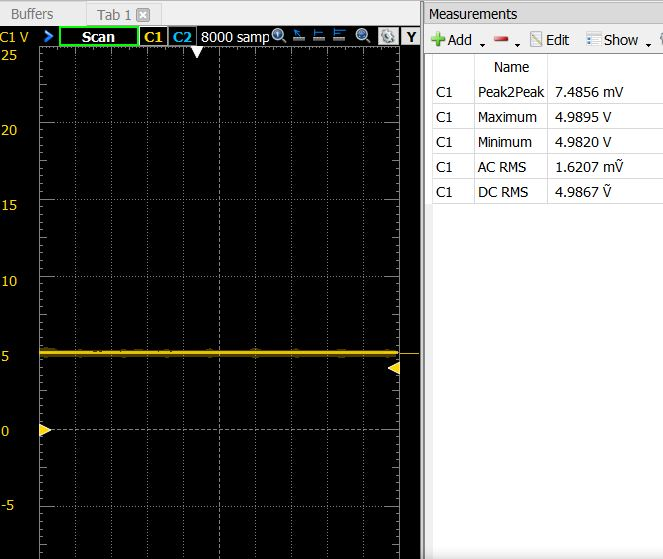 Buffers Tab 1
C1 V Scan C1 C2 8000 samp Y
25
20
15
10
5
0
-5
Measurements
Add Edit Show
Name
C1 Peak2Peak 7.4856 mV
C1 Maximum 4.9895 V
C1 Minimum 4.9820 V
C1 AC RMS 1.6207 mṼ
C1 DC RMS 4.9867 Ṽ